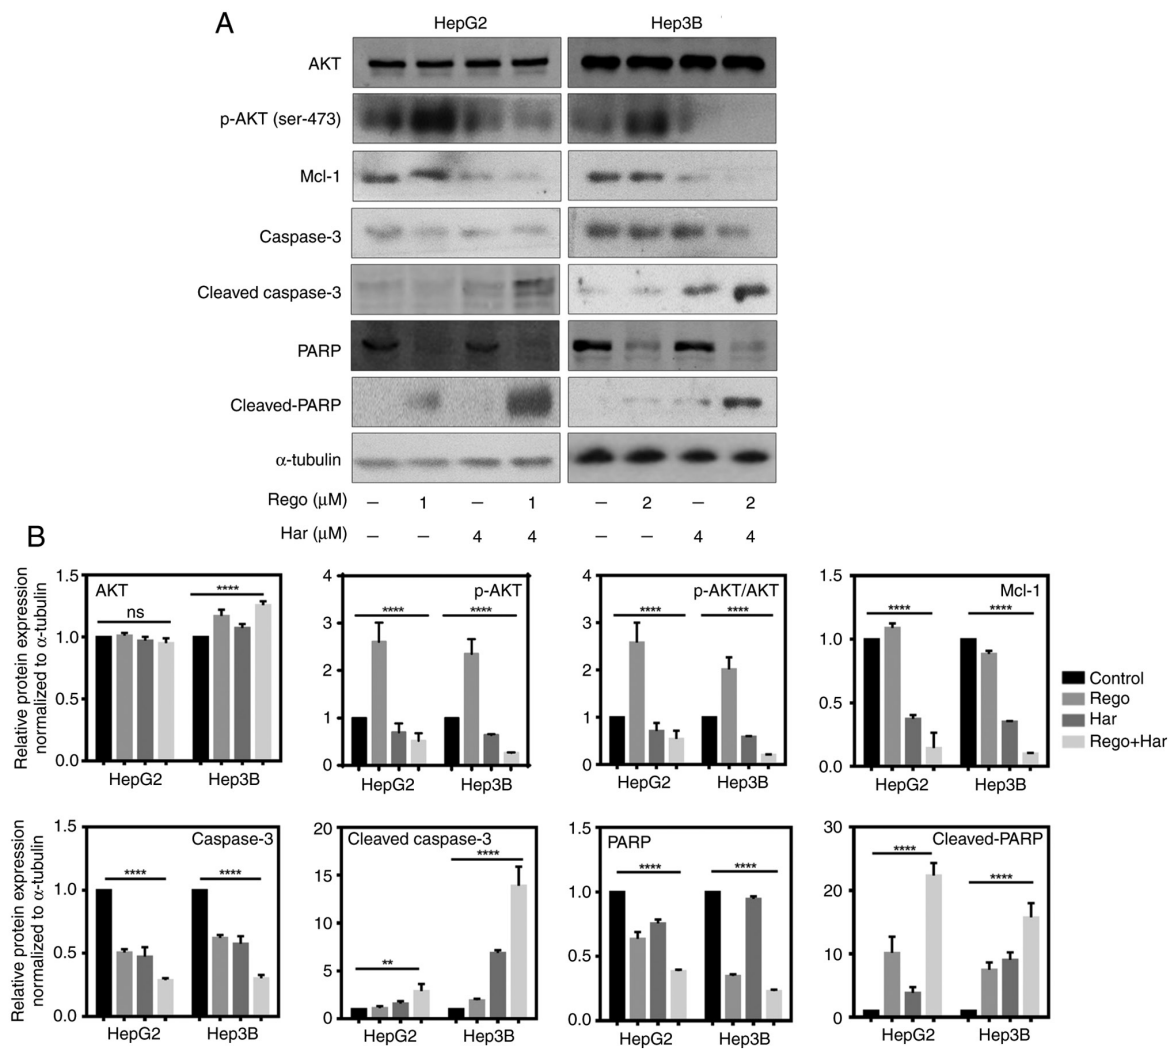 A
HepG2 Hep3B
AKT
p-AKT (ser-473)
Mcl-1
Caspase-3
Cleaved caspase-3
PARP
Cleaved-PARP
α-tubulin
Rego (μM) – 1 – 1 – 2 – 2
Har (μM) – – 4 4 – – 4 4
B
Relative protein expression
normalized to α-tubulin
1.5
1.0
0.5
0.0
AKT
ns
****
HepG2 Hep3B
4
3
2
1
0
p-AKT
**** ****
HepG2 Hep3B
4
3
2
1
0
p-AKT/AKT
**** ****
HepG2 Hep3B
1.5
1.0
0.5
0.0
Mcl-1
**** ****
HepG2 Hep3B
Control
Rego
Har
Rego+Har
Relative protein expression
normalized to α-tubulin
1.5
1.0
0.5
0.0
Caspase-3
**** ****
HepG2 Hep3B
20
15
10
5
0
Cleaved caspase-3
****
**
HepG2 Hep3B
1.5
1.0
0.5
0.0
PARP
**** ****
HepG2 Hep3B
30
20
10
0
Cleaved-PARP
****
****
HepG2 Hep3B